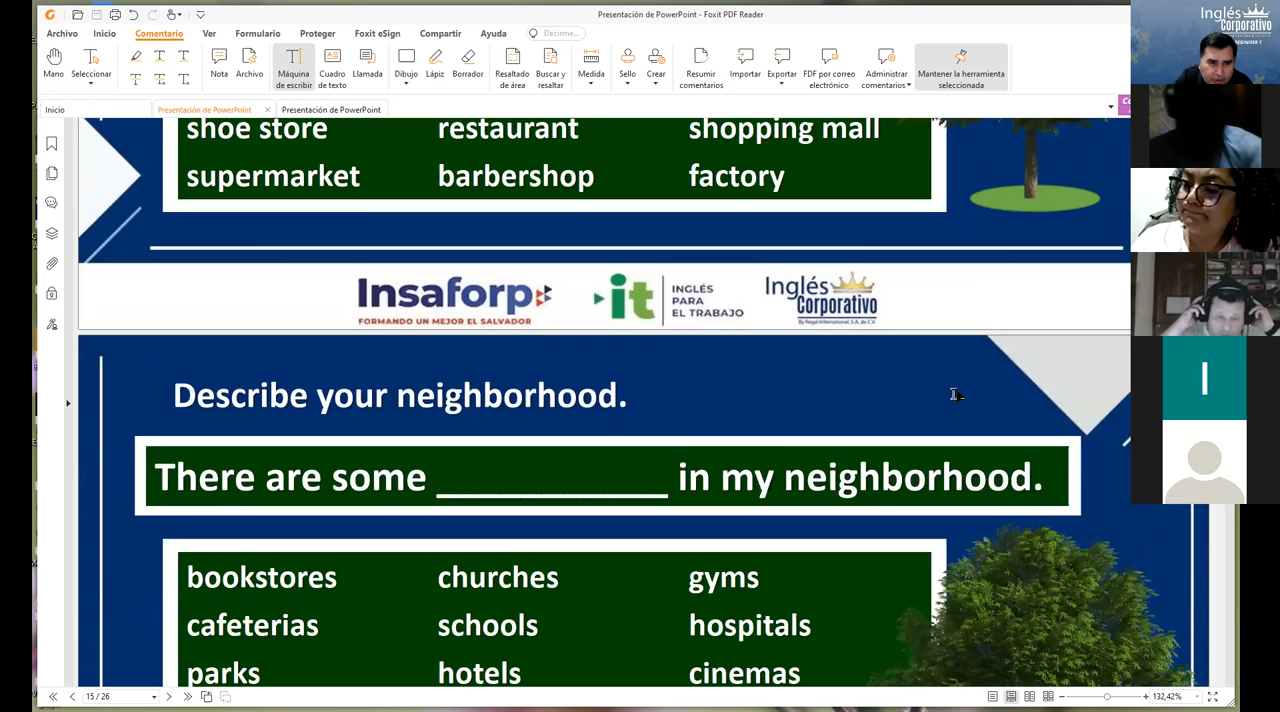 Presentación de PowerPoint - Foxit PDF Reader
Archivo Inicio Comentario Ver Formulario Proteger Foxit eSign Compartir Ayuda Decirme...
Mano Seleccionar Nota Archivo Máquina de escribir Cuadro de texto Llamada Dibujo Lápiz Borrador Resaltado de área Buscar y resaltar Medida Sello Crear Resumir comentarios Importar Exportar FDF por correo electrónico Administrar comentarios Mantener la herramienta seleccionada
Inicio Presentación de PowerPoint Presentación de PowerPoint
shoe store restaurant shopping mall
supermarket barbershop factory
Insaforp
FORMANDO UN MEJOR EL SALVADOR
it INGLÉS PARA EL TRABAJO
Inglés Corporativo
By Regal International, S.A. de C.V.
Describe your neighborhood.
There are some ____________ in my neighborhood.
bookstores churches gyms
cafeterias schools hospitals
parks hotels cinemas
15 / 26 132,42%
Inglés
Corporativo
I